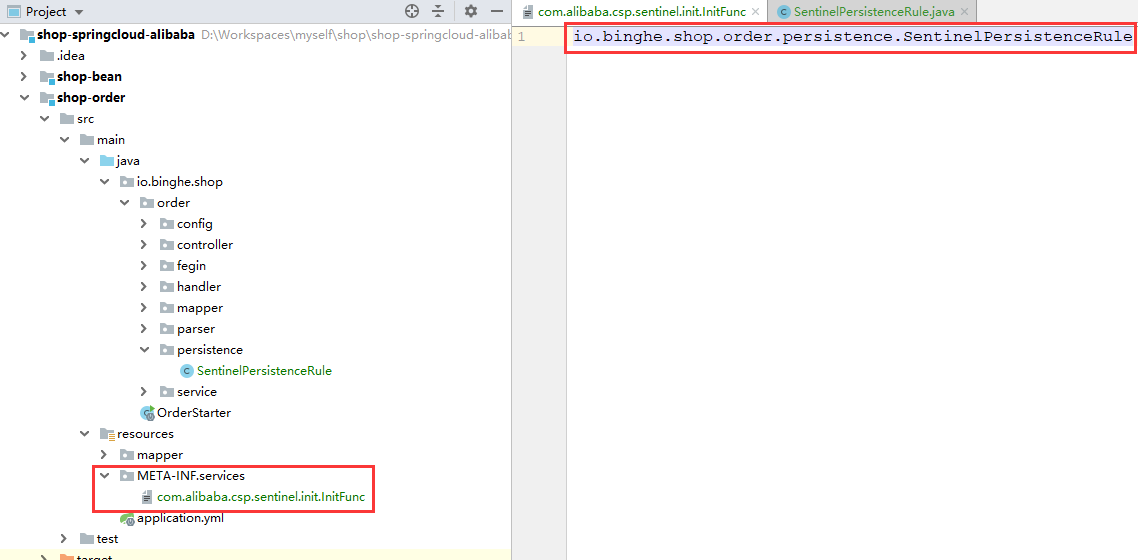 Project
shop-springcloud-alibaba D:\Workspaces\myself\shop\shop-springcloud-alibab
.idea
shop-bean
shop-order
src
main
java
io.binghe.shop
order
config
controller
fegin
handler
mapper
parser
persistence
SentinelPersistenceRule
service
OrderStarter
resources
mapper
META-INF.services
com.alibaba.csp.sentinel.init.InitFunc
application.yml
test
target
com.alibaba.csp.sentinel.init.InitFunc
SentinelPersistenceRule.java
1 io.binghe.shop.order.persistence.SentinelPersistenceRule